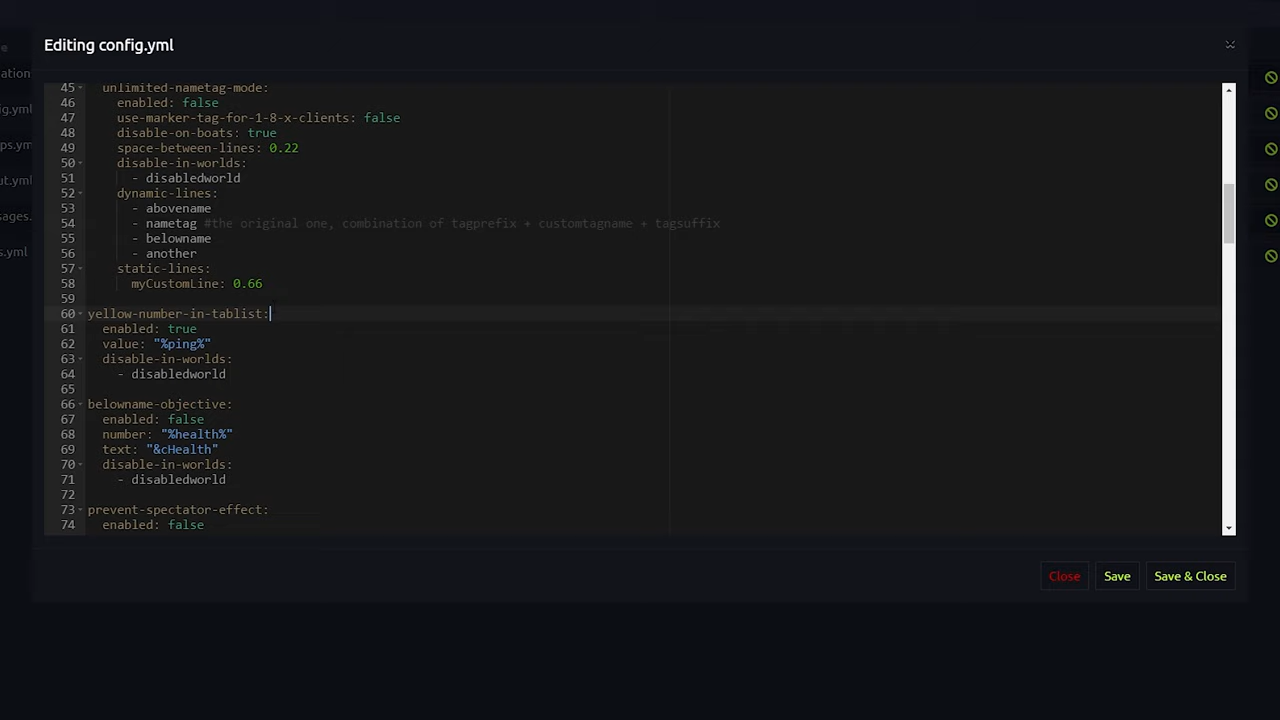 Editing config.yml
45 unlimited-nametag-mode:
46 enabled: false
47 use-marker-tag-for-1-8-x-clients: false
48 disable-on-boats: true
49 space-between-lines: 0.22
50 disable-in-worlds:
51 - disabledworld
52 dynamic-lines:
53 - abovename
54 - nametag #the original one, combination of tagprefix + customtagname + tagsuffix
55 - belowname
56 - another
57 static-lines:
58 myCustomLine: 0.66
59
60 yellow-number-in-tablist:
61 enabled: true
62 value: "%ping%"
63 disable-in-worlds:
64 - disabledworld
65
66 belowname-objective:
67 enabled: false
68 number: "%health%"
69 text: "&cHealth"
70 disable-in-worlds:
71 - disabledworld
72
73 prevent-spectator-effect:
74 enabled: false
Close Save Save & Close